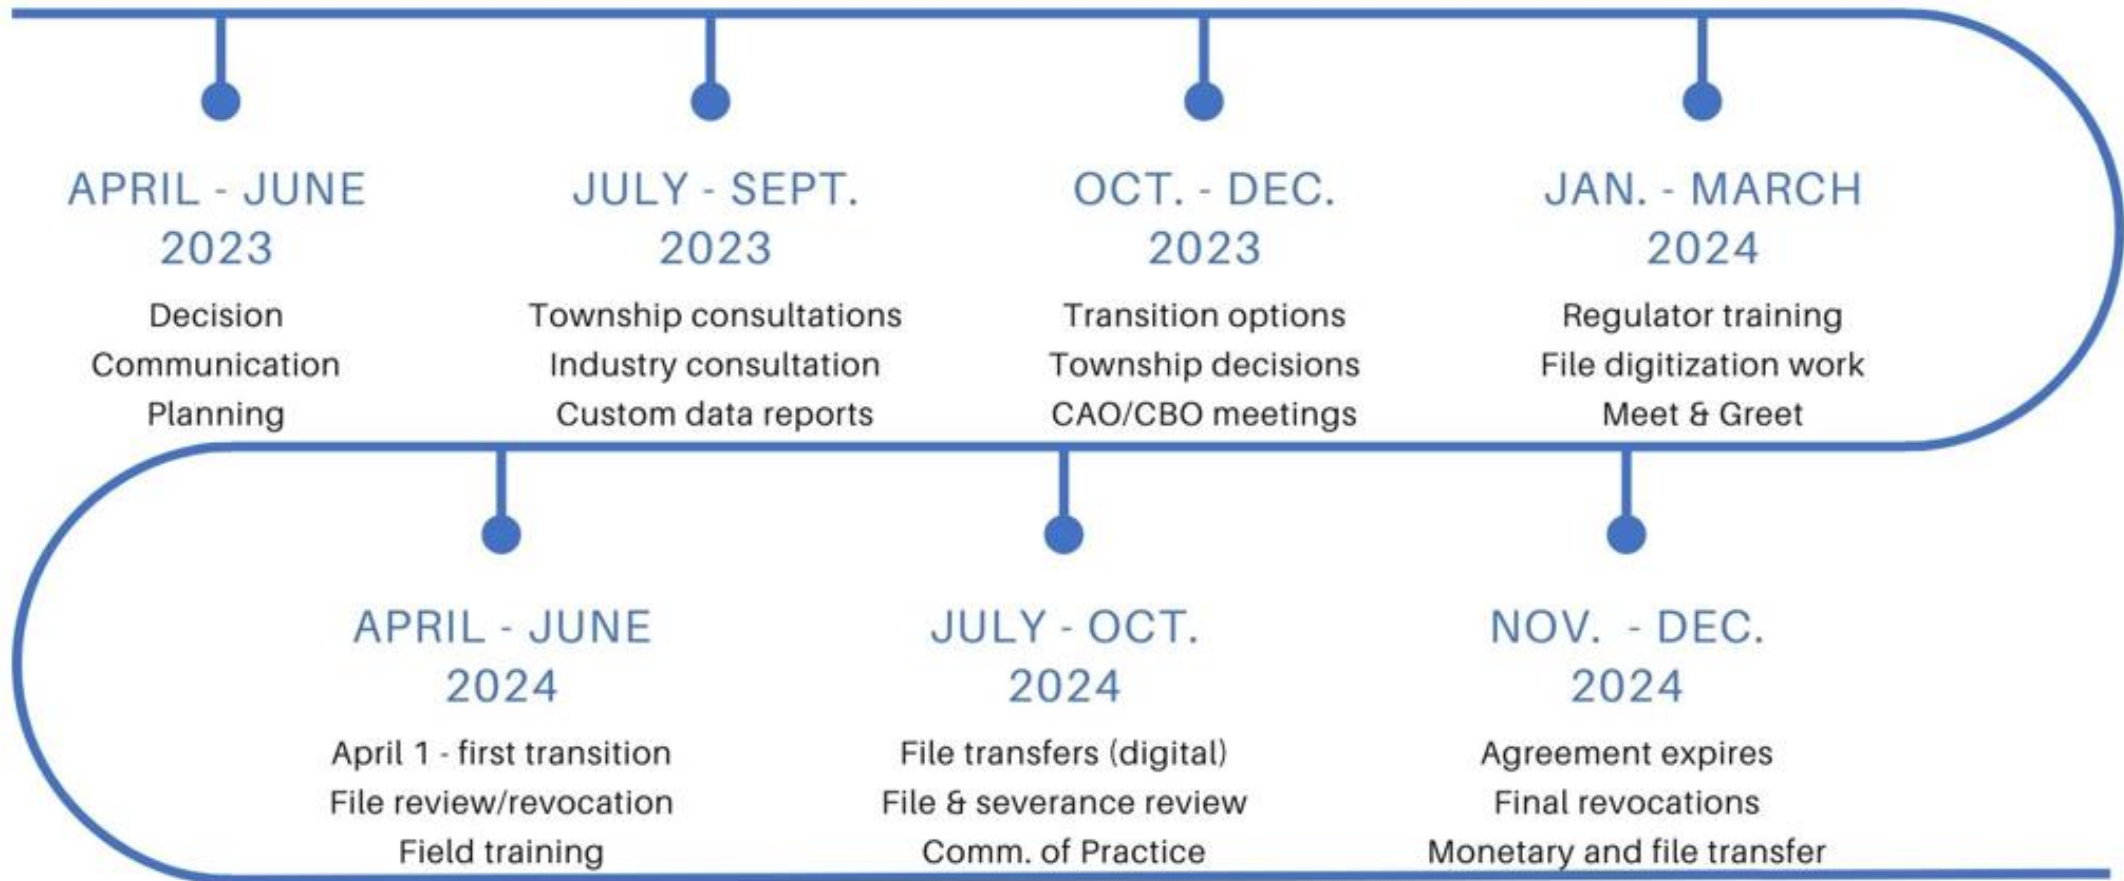 APRIL - JUNE
2023
Decision
Communication
Planning
JULY - SEPT.
2023
Township consultations
Industry consultation
Custom data reports
OCT. - DEC.
2023
Transition options
Township decisions
CAO/CBO meetings
JAN. - MARCH
2024
Regulator training
File digitization work
Meet & Greet
APRIL - JUNE
2024
April 1 - first transition
File review/revocation
Field training
JULY - OCT.
2024
File transfers (digital)
File & severance review
Comm. of Practice
NOV. - DEC.
2024
Agreement expires
Final revocations
Monetary and file transfer